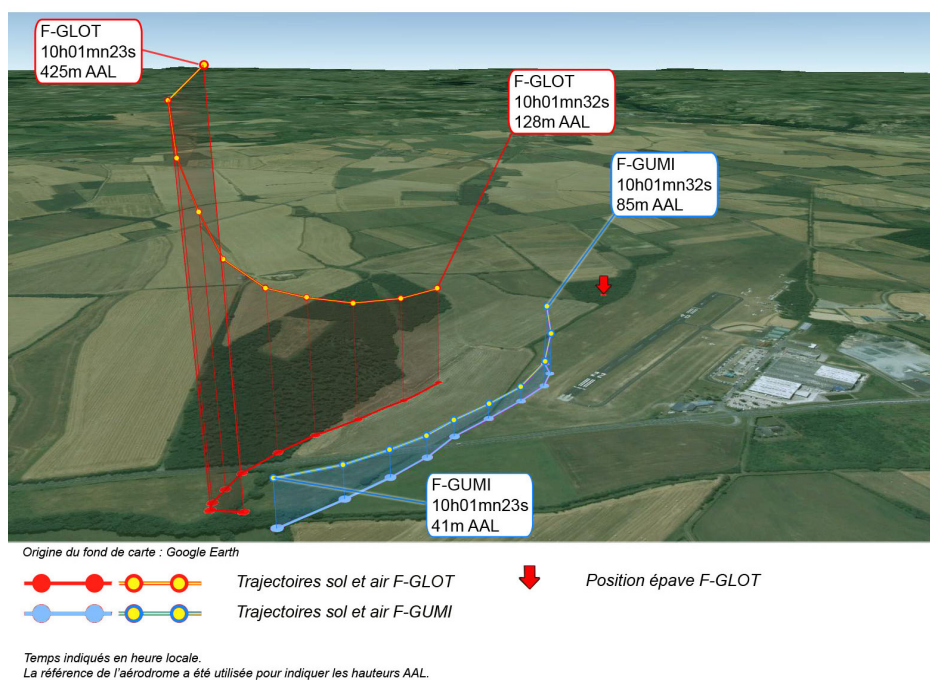 F-GLOT
10h01mn23s
425m AAL
F-GLOT
10h01mn32s
128m AAL
F-GUMI
10h01mn32s
85m AAL
F-GUMI
10h01mn23s
41m AAL
Origine du fond de carte : Google Earth
Trajectoires sol et air F-GLOT
Position épave F-GLOT
Trajectoires sol et air F-GUMI
Temps indiqués en heure locale.
La référence de l'aérodrome a été utilisée pour indiquer les hauteurs AAL.